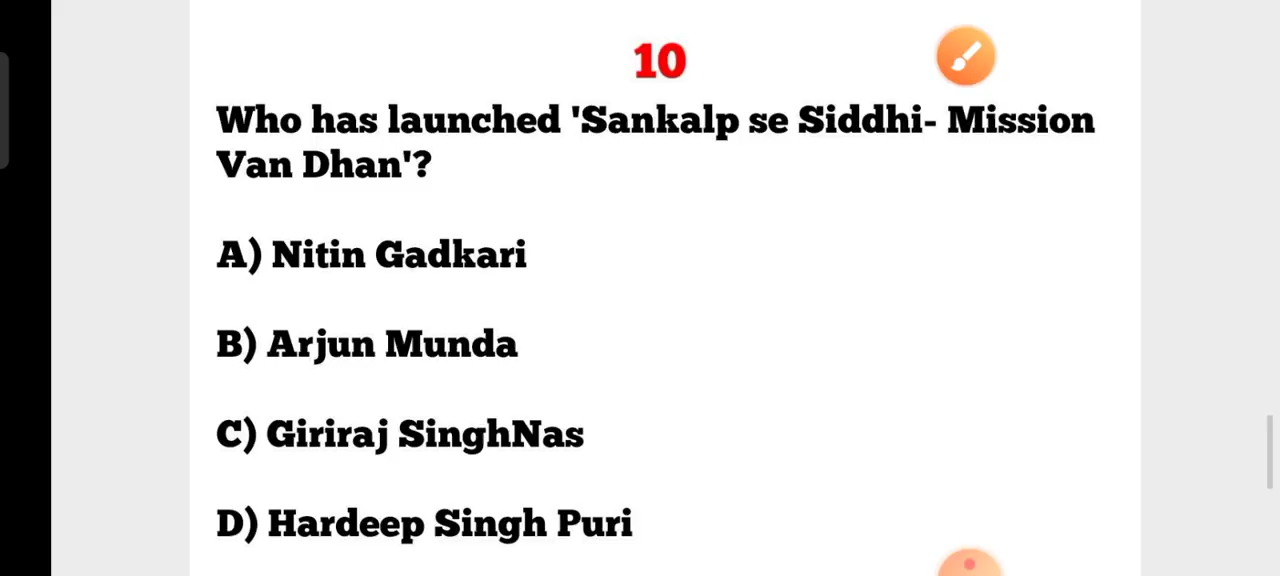 10
Who has launched 'Sankalp se Siddhi- Mission
Van Dhan'?
A) Nitin Gadkari
B) Arjun Munda
C) Giriraj SinghNas
D) Hardeep Singh Puri